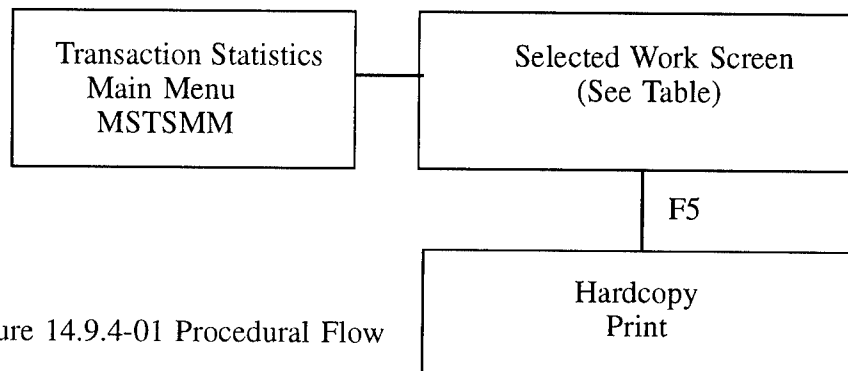 Transaction Statistics
Main Menu
MSTSMM
Selected Work Screen
(See Table)
F5
Hardcopy
Print
ure 14.9.4-01 Procedural Flow